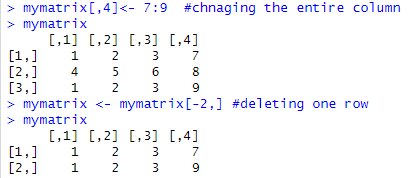 > mymatrix[,4]<- 7:9 #chnaging the entire column
> mymatrix
[,1] [,2] [,3] [,4]
[1,] 1 2 3 7
[2,] 4 5 6 8
[3,] 1 2 3 9
> mymatrix <- mymatrix[-2,] #deleting one row
> mymatrix
[,1] [,2] [,3] [,4]
[1,] 1 2 3 7
[2,] 1 2 3 9